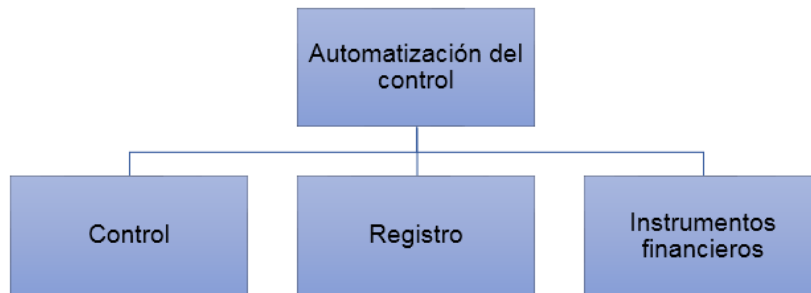 Automatización del
control
Control
Registro
Instrumentos
financieros